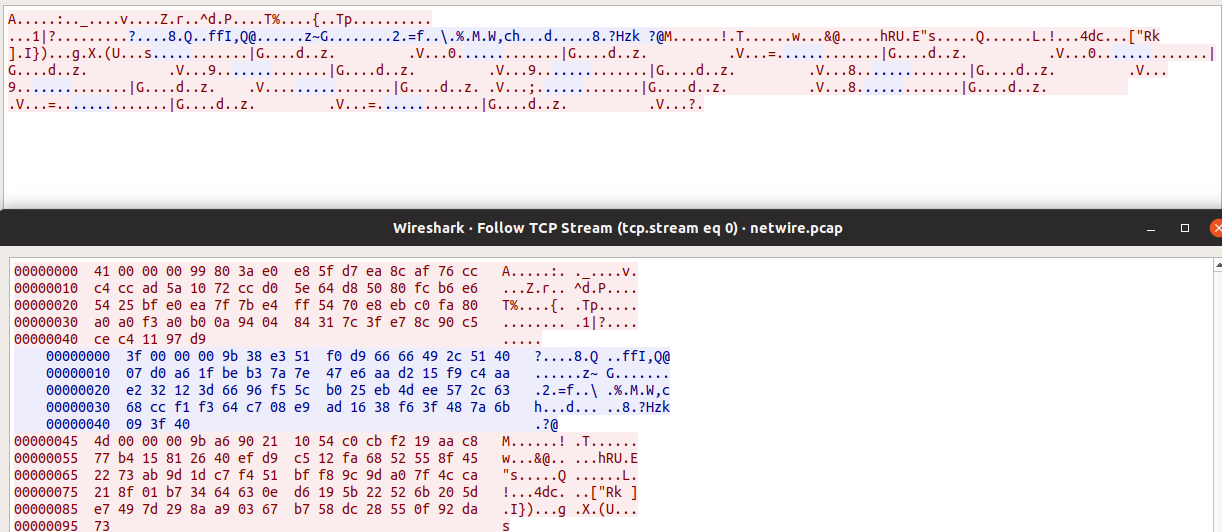 A.....:.._....v....Z.r..^d.P....T%....{..Tp..........
...1|?.........?....8.Q..ffI,Q@......z~G........2.=f..\.%.M.W,ch...d.....8.?Hzk ?@M......!.T......w...&@.....hRU.E"s.....Q......L.!...4dc...["Rk
].I})...g.X.(U...s............|G....d..z. .V...0............|G....d..z. .V...=............|G....d..z. .V...0............|
G....d..z. .V...9............|G....d..z. .V...9............|G....d..z. .V...8............|G....d..z. .V...
9............|G....d..z. .V............|G....d..z. .V...;............|G....d..z. .V...8............|G....d..z.
.V...=............|G....d..z. .V...=............|G....d..z. .V...?.
Wireshark · Follow TCP Stream (tcp.stream eq 0) · netwire.pcap
00000000 41 00 00 00 99 80 3a e0 e8 5f d7 ea 8c af 76 cc A.....:. ._....v.
00000010 c4 cc ad 5a 10 72 cc d0 5e 64 d8 50 80 fc b6 e6 ...Z.r.. ^d.P....
00000020 54 25 bf e0 ea 7f 7b e4 ff 54 70 e8 eb c0 fa 80 T%....{. .Tp.....
00000030 a0 a0 f3 a0 b0 0a 94 04 84 31 7c 3f e7 8c 90 c5 ........ .1|?....
00000040 ce c4 11 97 d9 .....
00000000 3f 00 00 00 9b 38 e3 51 f0 d9 66 66 49 2c 51 40 ?....8.Q ..ffI,Q@
00000010 07 d0 a6 1f be b3 7a 7e 47 e6 aa d2 15 f9 c4 aa ......z~ G.......
00000020 e2 32 12 3d 66 96 f5 5c b0 25 eb 4d ee 57 2c 63 .2.=f..\ .%.M.W,c
00000030 68 cc f1 f3 64 c7 08 e9 ad 16 38 f6 3f 48 7a 6b h...d... ..8.?Hzk
00000040 09 3f 40 .?@
00000045 4d 00 00 00 9b a6 90 21 10 54 c0 cb f2 19 aa c8 M......! .T......
00000055 77 b4 15 81 26 40 ef d9 c5 12 fa 68 52 55 8f 45 w...&@.. ...hRU.E
00000065 22 73 ab 9d 1d c7 f4 51 bf f8 9c 9d a0 7f 4c ca "s.....Q ......L.
00000075 21 8f 01 b7 34 64 63 0e d6 19 5b 22 52 6b 20 5d !...4dc. ..["Rk ]
00000085 e7 49 7d 29 8a a9 03 67 b7 58 dc 28 55 0f 92 da .I})...g .X.(U...
00000095 73 s